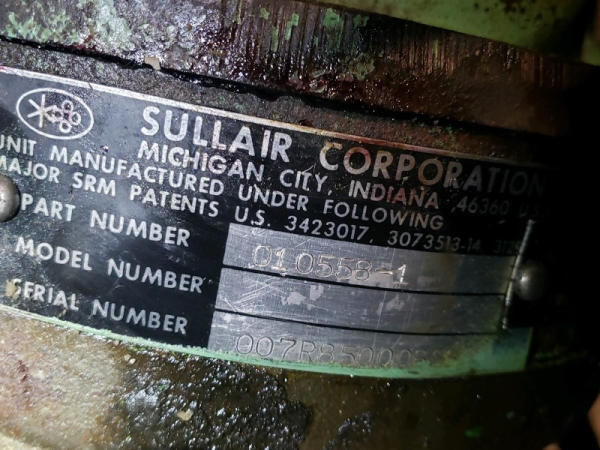 SULLAIR CORPORATION
MICHIGAN CITY, INDIANA 46360
UNIT MANUFACTURED UNDER FOLLOWING
MAJOR SRM PATENTS U.S. 3423017, 3073513-14
PART NUMBER 010558-1
MODEL NUMBER
SERIAL NUMBER